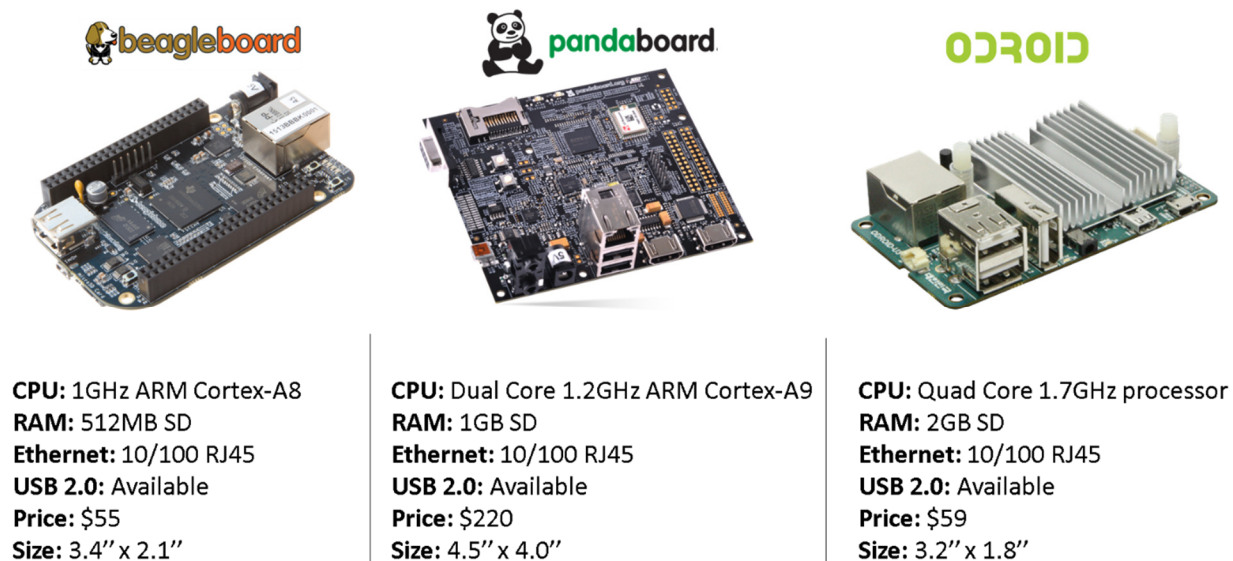 beagleboard
pandaboard
ODROID
CPU: 1GHz ARM Cortex-A8
RAM: 512MB SD
Ethernet: 10/100 RJ45
USB 2.0: Available
Price: $55
Size: 3.4’’ x 2.1’’
CPU: Dual Core 1.2GHz ARM Cortex-A9
RAM: 1GB SD
Ethernet: 10/100 RJ45
USB 2.0: Available
Price: $220
Size: 4.5’’ x 4.0’’
CPU: Quad Core 1.7GHz processor
RAM: 2GB SD
Ethernet: 10/100 RJ45
USB 2.0: Available
Price: $59
Size: 3.2’’ x 1.8’’